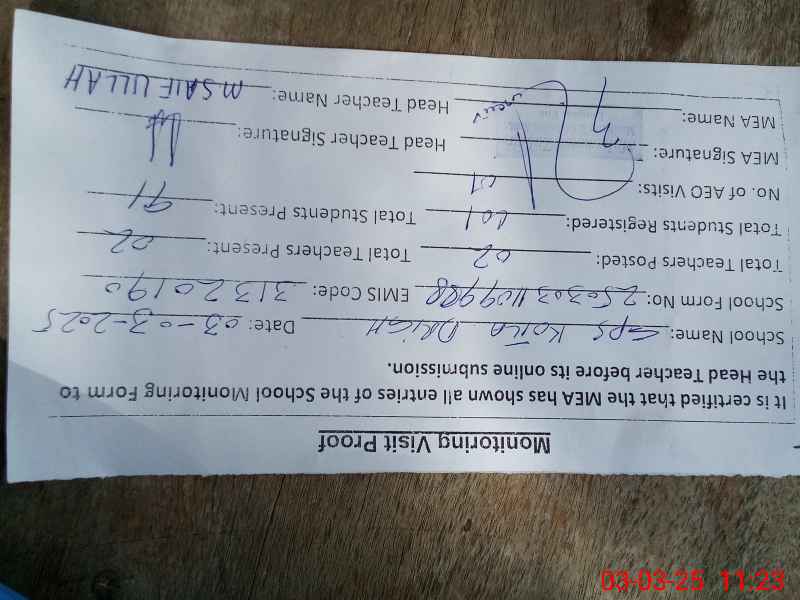 Monitoring Visit Proof
It is certified that the MEA has shown all entries of the School Monitoring Form to
the Head Teacher before its online submission.
School Name: GPS KOTLA DRIGH Date: 03-03-2025
School Form No: EMIS Code: 31320190
Total Teachers Posted: 02 Total Teachers Present: 02
Total Students Registered: 101 Total Students Present: 91
No. of AEO Visits: 01
MEA Signature: Head Teacher Signature:
MEA Name: Head Teacher Name: M SAIF ULLAH
03-03-25 11:23